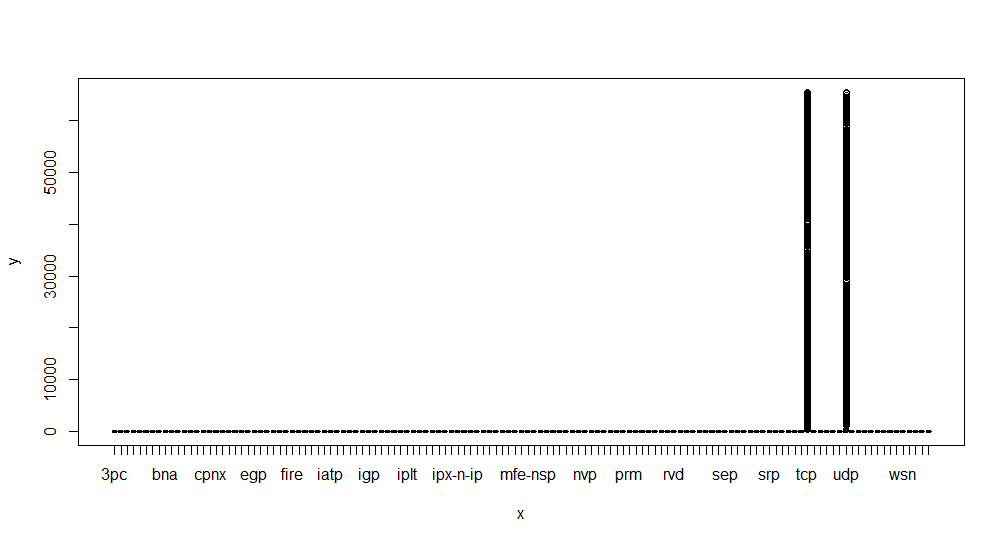 50000
30000
10000
0
y
3pc bna cpnx egp fire iatp igp iplt ipx-n-ip mfe-nsp nvp prm rvd sep srp tcp udp wsn
x